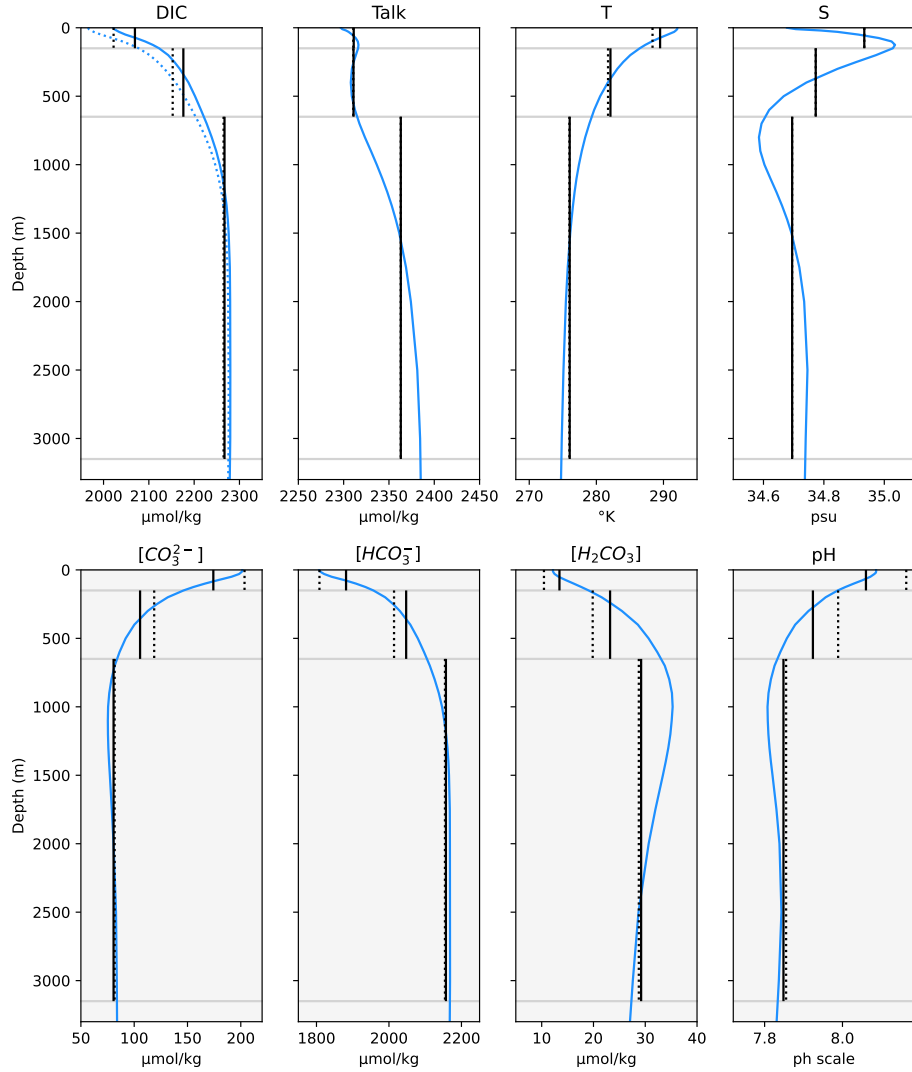 DIC Talk T S
0
500
1000
1500
2000
2500
3000
Depth (m)
2000 2100 2200 2300
2250 2300 2350 2400 2450
270 280 290
34.6 34.8 35.0
μmol/kg μmol/kg °K psu
[CO₃²⁻] [HCO₃⁻] [H₂CO₃] pH
0
500
1000
1500
2000
2500
3000
Depth (m)
50 100 150 200
1800 2000 2200
10 20 30 40
7.8 8.0
μmol/kg μmol/kg μmol/kg ph scale